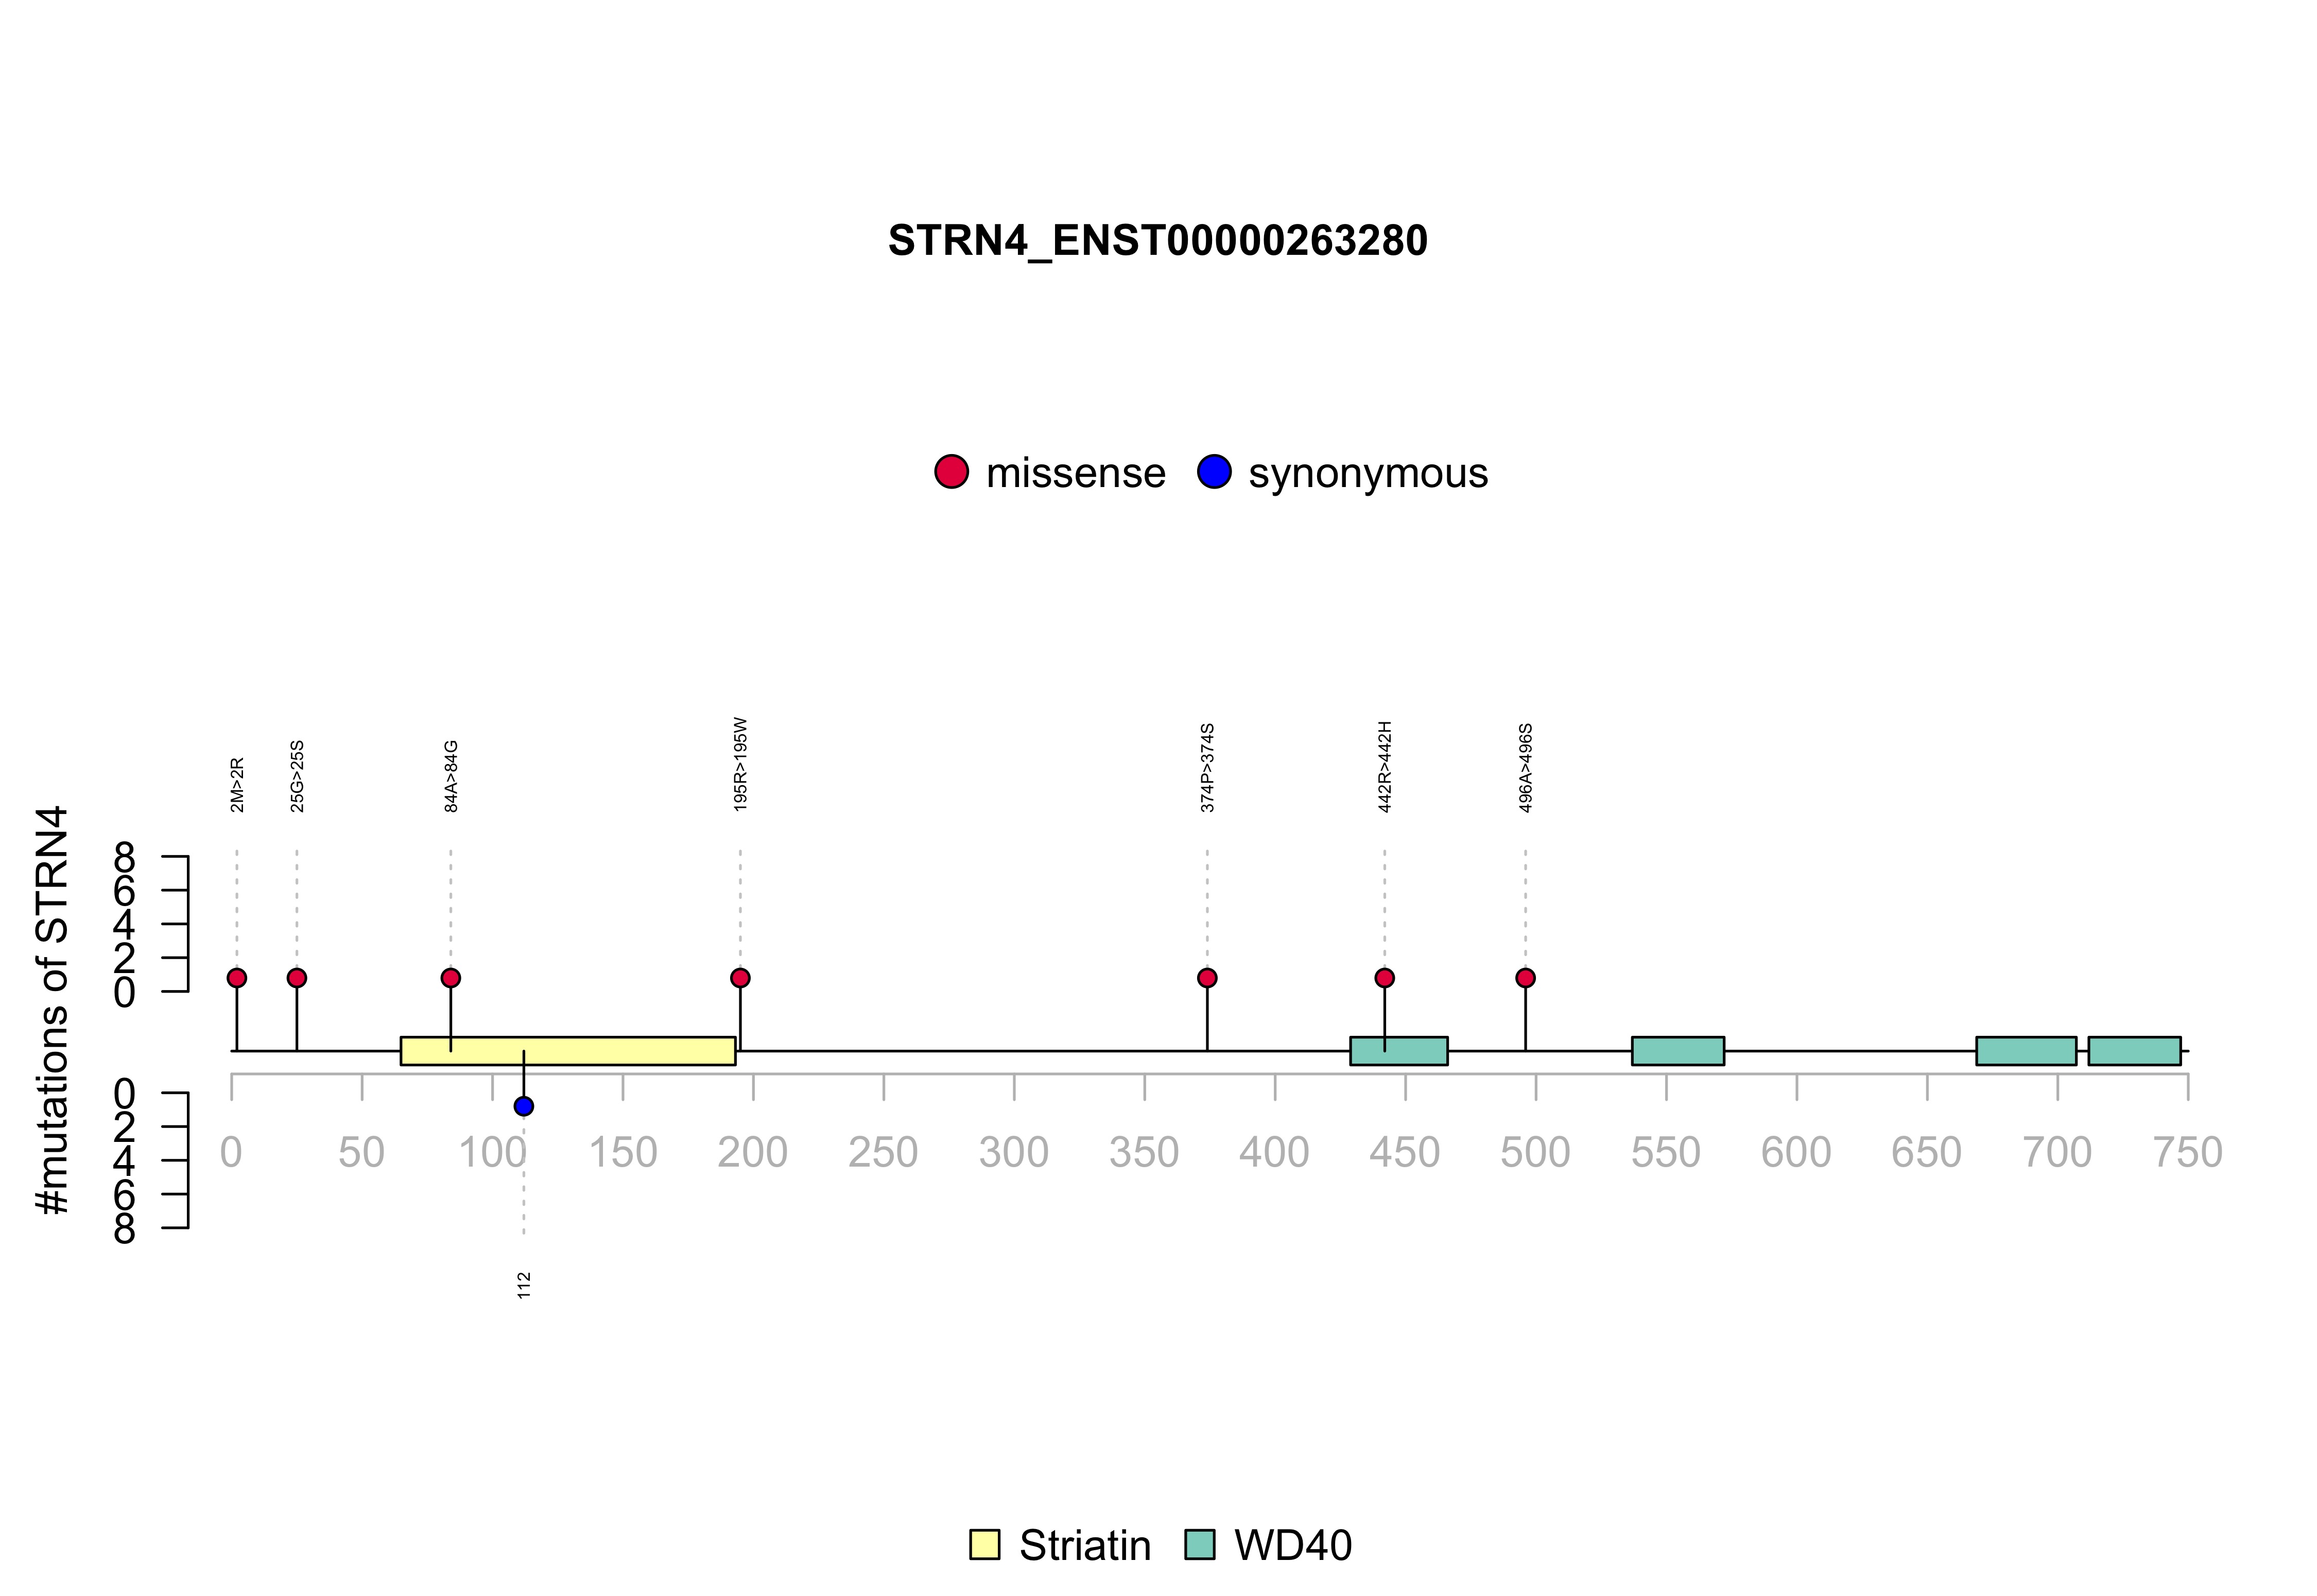 STRN4_ENST00000263280
missense synonymous
2M>2R 25G>25S 84A>84G 195R>195W 374P>374S 442R>442H 496A>496S
#mutations of STRN4
8
6
4
2
0
0
2
4
6
8
0 50 100 150 200 250 300 350 400 450 500 550 600 650 700 750
112
Striatin WD40